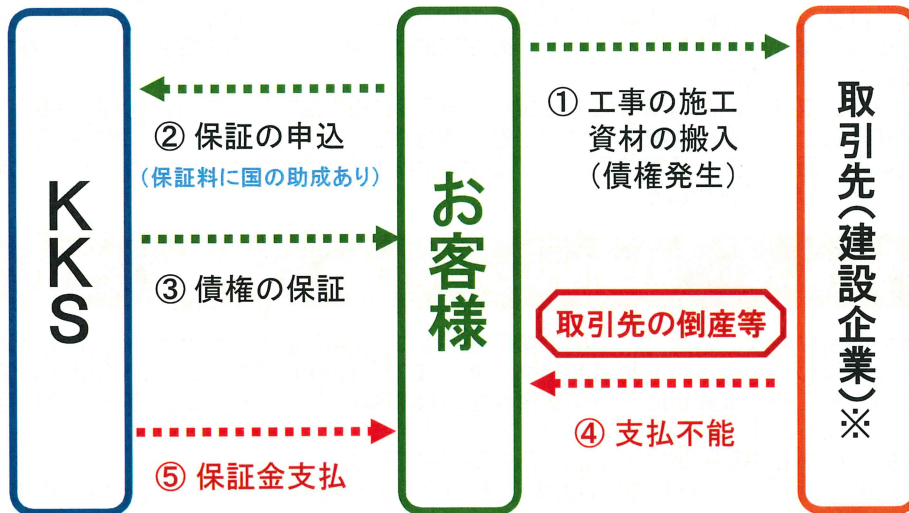 KKS
② 保証の申込
(保証料に国の助成あり)
③ 債権の保証
⑤ 保証金支払
お客様
① 工事の施工
資材の搬入
(債権発生)
取引先の倒産等
④ 支払不能
取引先(建設企業)※